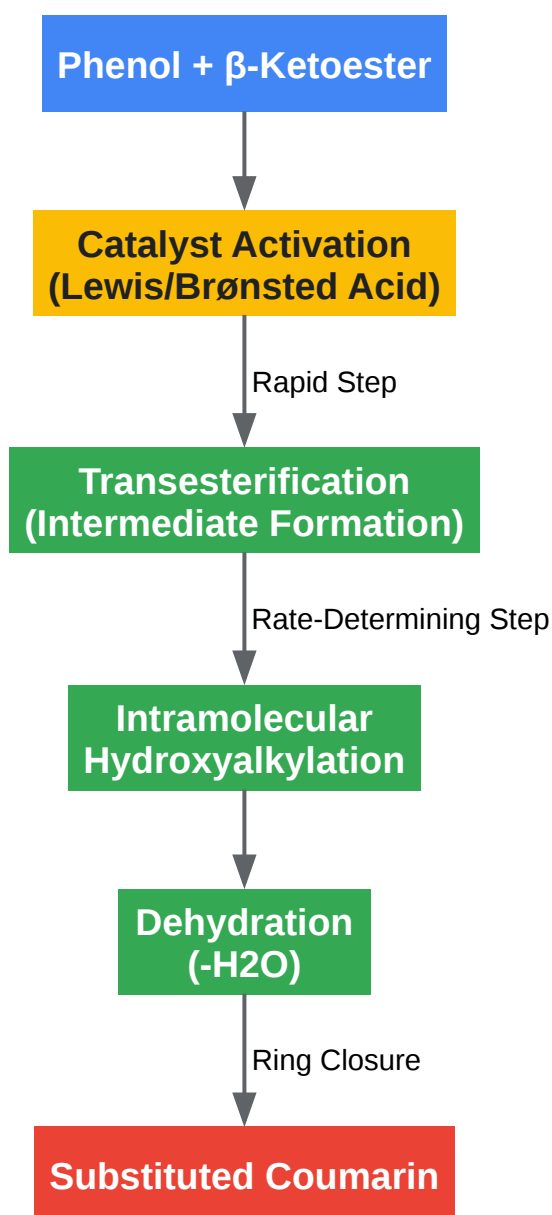 Phenol + β-Ketoester
Catalyst Activation
(Lewis/Brønsted Acid)
Rapid Step
Transesterification
(Intermediate Formation)
Rate-Determining Step
Intramolecular
Hydroxyalkylation
Dehydration
(-H2O)
Ring Closure
Substituted Coumarin